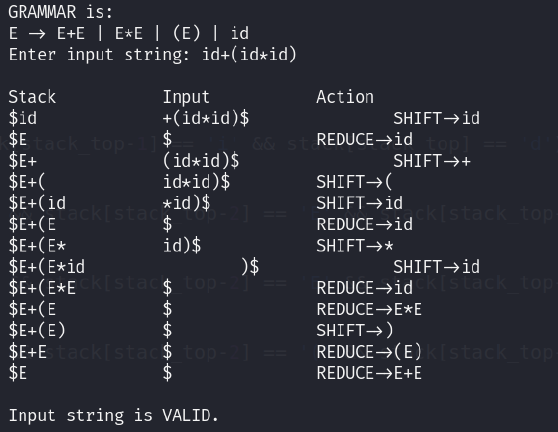 GRAMMAR is:
E → E+E | E*E | (E) | id
Enter input string: id+(id*id)
Stack Input Action
$id +(id*id)$ SHIFT→id
$E $ REDUCE→id
$E+ (id*id)$ SHIFT→+
$E+( id*id)$ SHIFT→(
$E+(id *id)$ SHIFT→id
$E+(E $ REDUCE→id
$E+(E* id)$ SHIFT→*
$E+(E*id )$ SHIFT→id
$E+(E*E $ REDUCE→id
$E+(E $ REDUCE→E*E
$E+(E) $ SHIFT→)
$E+E $ REDUCE→(E)
$E $ REDUCE→E+E
Input string is VALID.